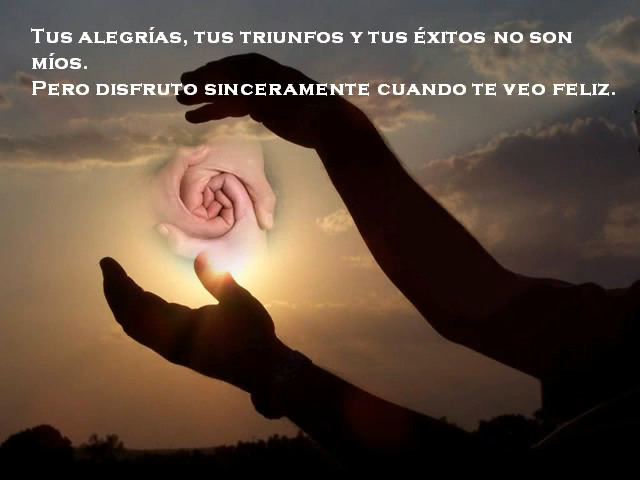 Tus alegrías, tus triunfos y tus éxitos no son
míos.
Pero disfruto sinceramente cuando te veo feliz.